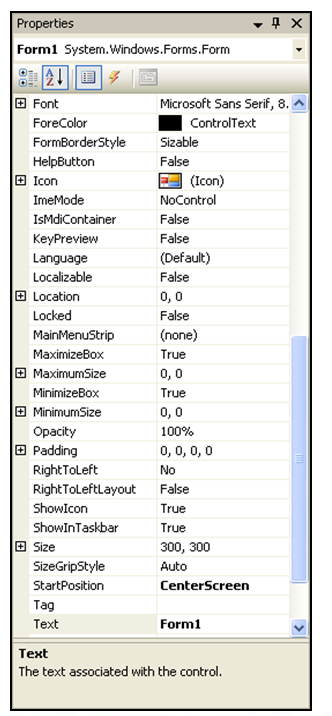 Properties
Form1 System.Windows.Forms.Form
Font Microsoft Sans Serif, 8.
ForeColor ControlText
FormBorderStyle Sizable
HelpButton False
Icon (Icon)
ImeMode NoControl
IsMdiContainer False
KeyPreview False
Language (Default)
Localizable False
Location 0, 0
Locked False
MainMenuStrip (none)
MaximizeBox True
MaximumSize 0, 0
MinimizeBox True
MinimumSize 0, 0
Opacity 100%
Padding 0, 0, 0, 0
RightToLeft No
RightToLeftLayout False
ShowIcon True
ShowInTaskbar True
Size 300, 300
SizeGripStyle Auto
StartPosition CenterScreen
Tag
Text Form1
Text
The text associated with the control.